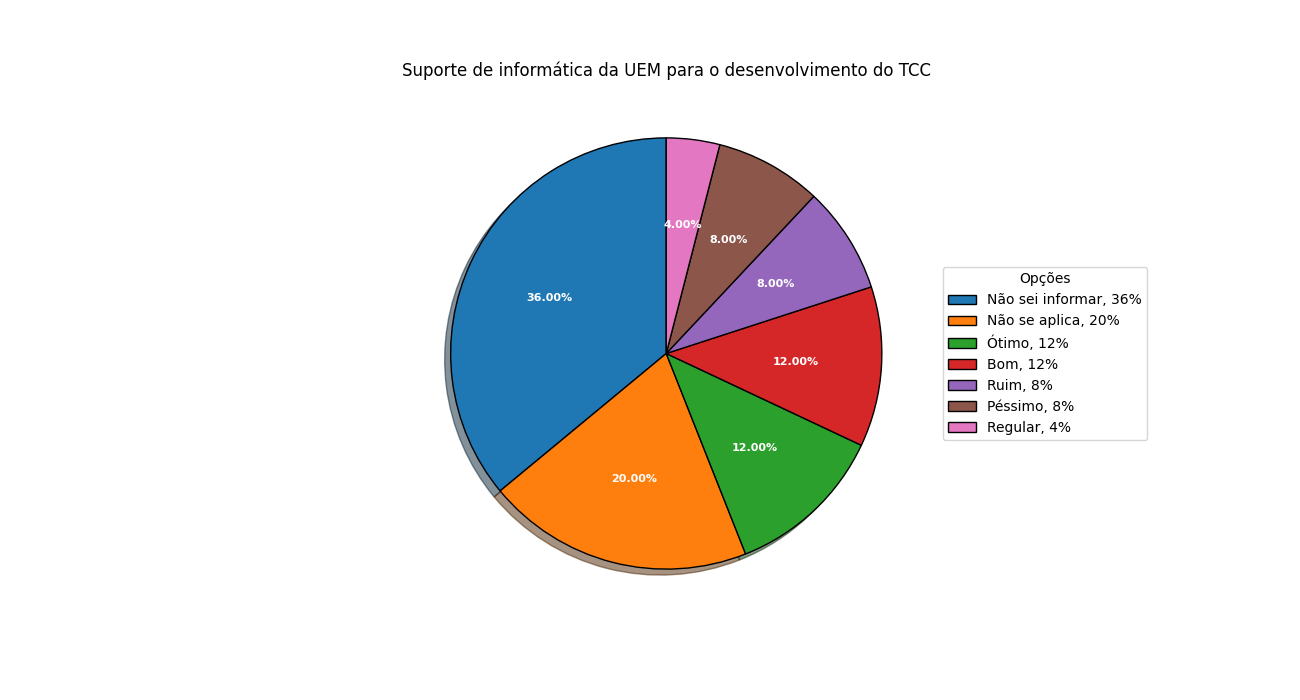 Suporte de informática da UEM para o desenvolvimento do TCC
4.00%
8.00%
8.00%
36.00%
12.00%
12.00%
20.00%
Opções
Não sei informar, 36%
Não se aplica, 20%
Ótimo, 12%
Bom, 12%
Ruim, 8%
Péssimo, 8%
Regular, 4%